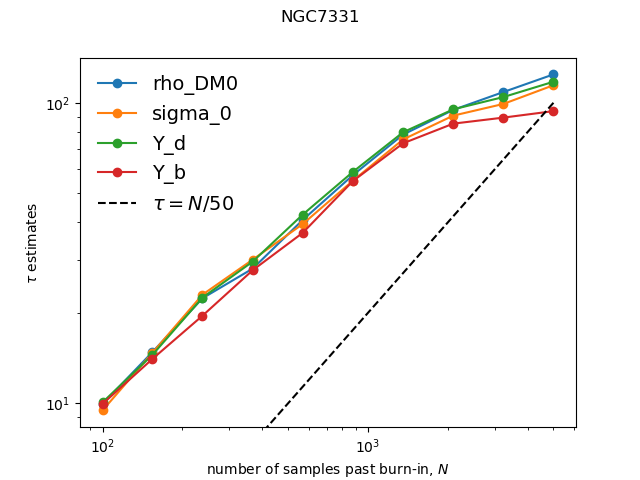 NGC7331
rho_DM0
sigma_0
Y_d
Y_b
τ = N/50
τ estimates
10²
10¹
10²
10³
number of samples past burn-in, N